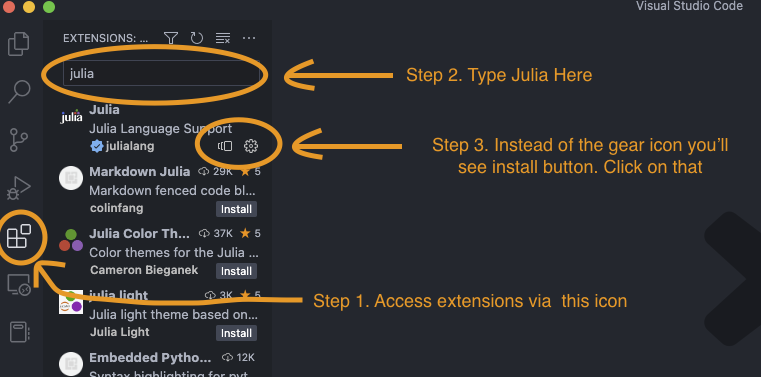 Visual Studio Code
EXTENSIONS: ...
julia
Step 2. Type Julia Here
julia
Julia
Julia Language Support
julialang
Step 3. Instead of the gear icon you'll
see install button. Click on that
Markdown Julia 29K ★ 5
Markdown fenced code bl...
colinfang Install
Julia Color Th... 37K ★ 5
Color themes for the Julia ...
Cameron Bieganek Install
Step 1. Access extensions via this icon
julia light 3K ★ 5
Julia light theme based on...
Julia Light Install
Embedded Pytho... 12K
Syntax highlighting for pyt...